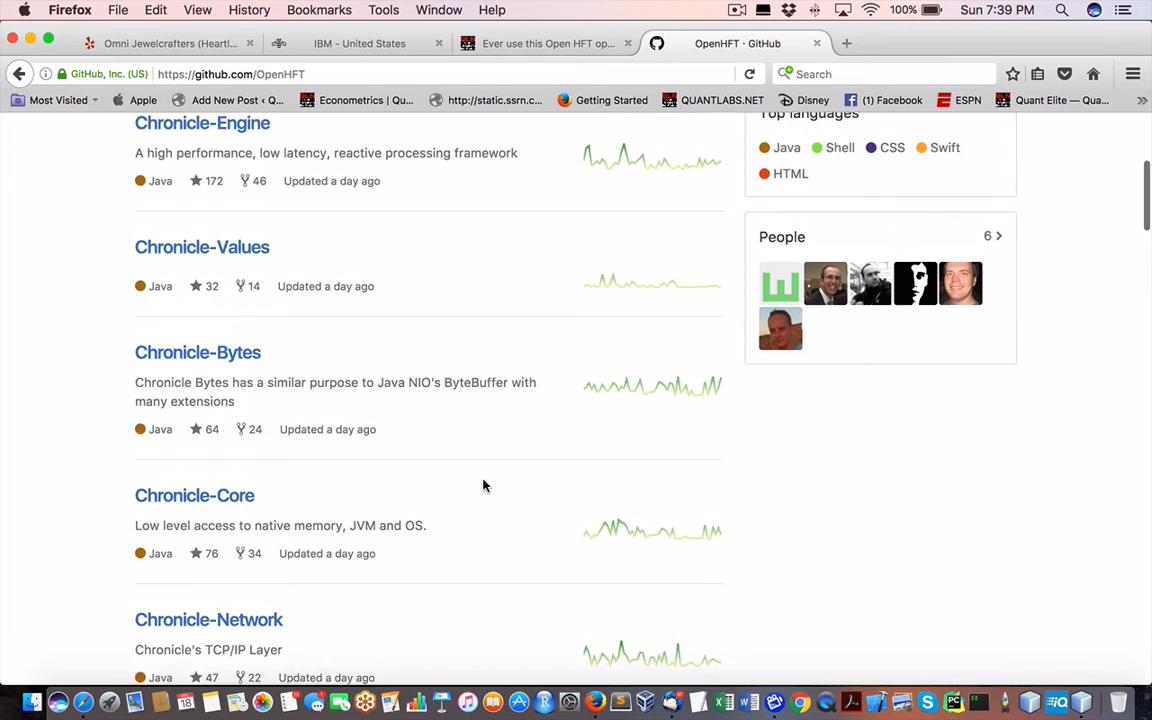 Firefox File Edit View History Bookmarks Tools Window Help 100% Sun 7:39 PM
Omni Jewelcrafters (Heartl... IBM - United States Ever use this Open HFT op... OpenHFT · GitHub
GitHub, Inc. (US) https://github.com/OpenHFT Search
Most Visited Apple Add New Post ‹ Q... Econometrics | Qu... http://static.ssrn.c... Getting Started QUANTLABS.NET Disney (1) Facebook ESPN Quant Elite — Qua...
Chronicle-Engine
A high performance, low latency, reactive processing framework
Java 172 46 Updated a day ago
Chronicle-Values
Java 32 14 Updated a day ago
Chronicle-Bytes
Chronicle Bytes has a similar purpose to Java NIO's ByteBuffer with
many extensions
Java 64 24 Updated a day ago
Chronicle-Core
Low level access to native memory, JVM and OS.
Java 76 34 Updated a day ago
Chronicle-Network
Chronicle's TCP/IP Layer
Java 47 22 Updated a day ago
Top languages
Java Shell CSS Swift
HTML
People 6